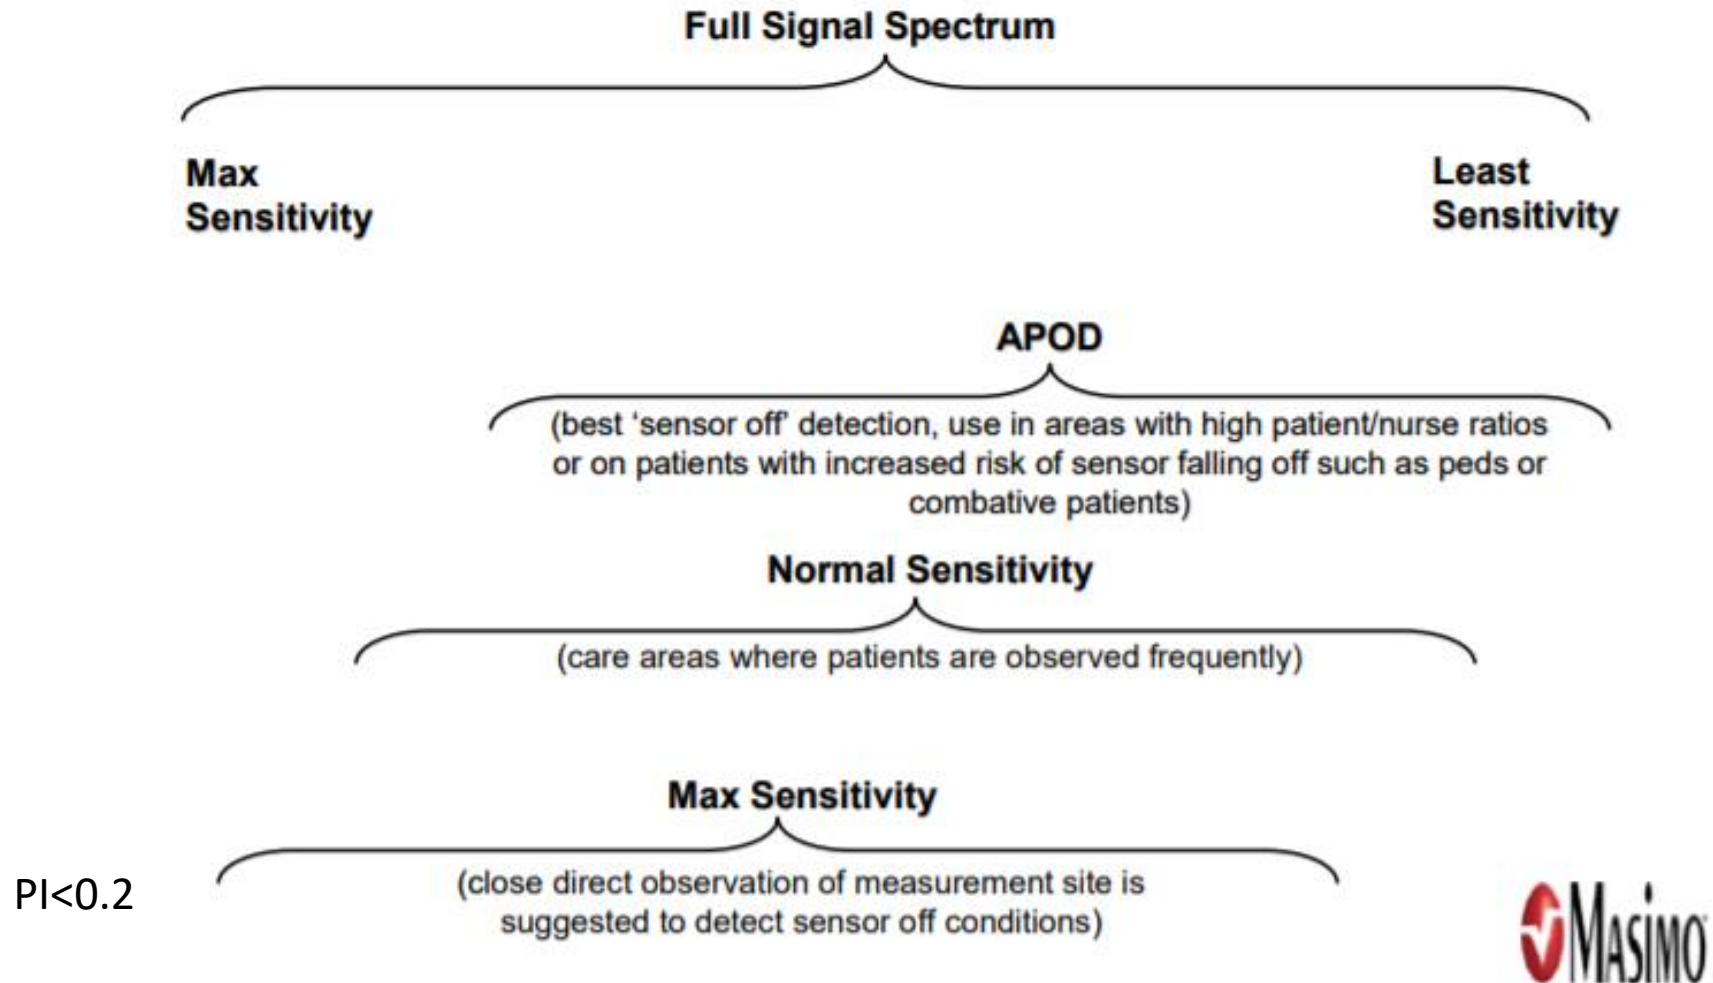 Full Signal Spectrum
Max
Sensitivity
Least
Sensitivity
APOD
(best ‘sensor off’ detection, use in areas with high patient/nurse ratios
or on patients with increased risk of sensor falling off such as peds or
combative patients)
Normal Sensitivity
(care areas where patients are observed frequently)
Max Sensitivity
PI<0.2
(close direct observation of measurement site is
suggested to detect sensor off conditions)
MASIMO